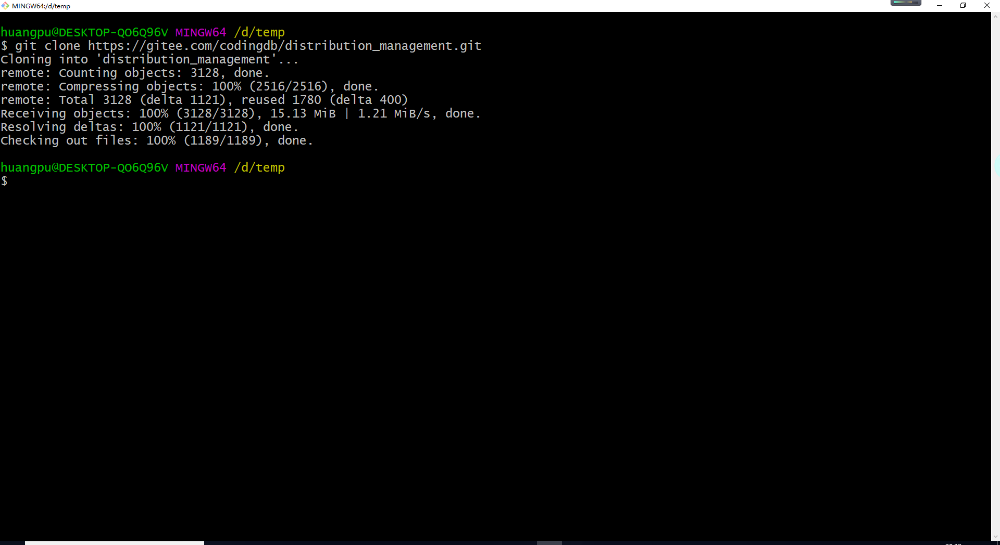 MINGW64:/d/temp
huangpu@DESKTOP-QO6Q96V MINGW64 /d/temp
$ git clone https://gitee.com/codingdb/distribution_management.git
Cloning into 'distribution_management'...
remote: Counting objects: 3128, done.
remote: Compressing objects: 100% (2516/2516), done.
remote: Total 3128 (delta 1121), reused 1780 (delta 400)
Receiving objects: 100% (3128/3128), 15.13 MiB | 1.21 MiB/s, done.
Resolving deltas: 100% (1121/1121), done.
Checking out files: 100% (1189/1189), done.
huangpu@DESKTOP-QO6Q96V MINGW64 /d/temp
$